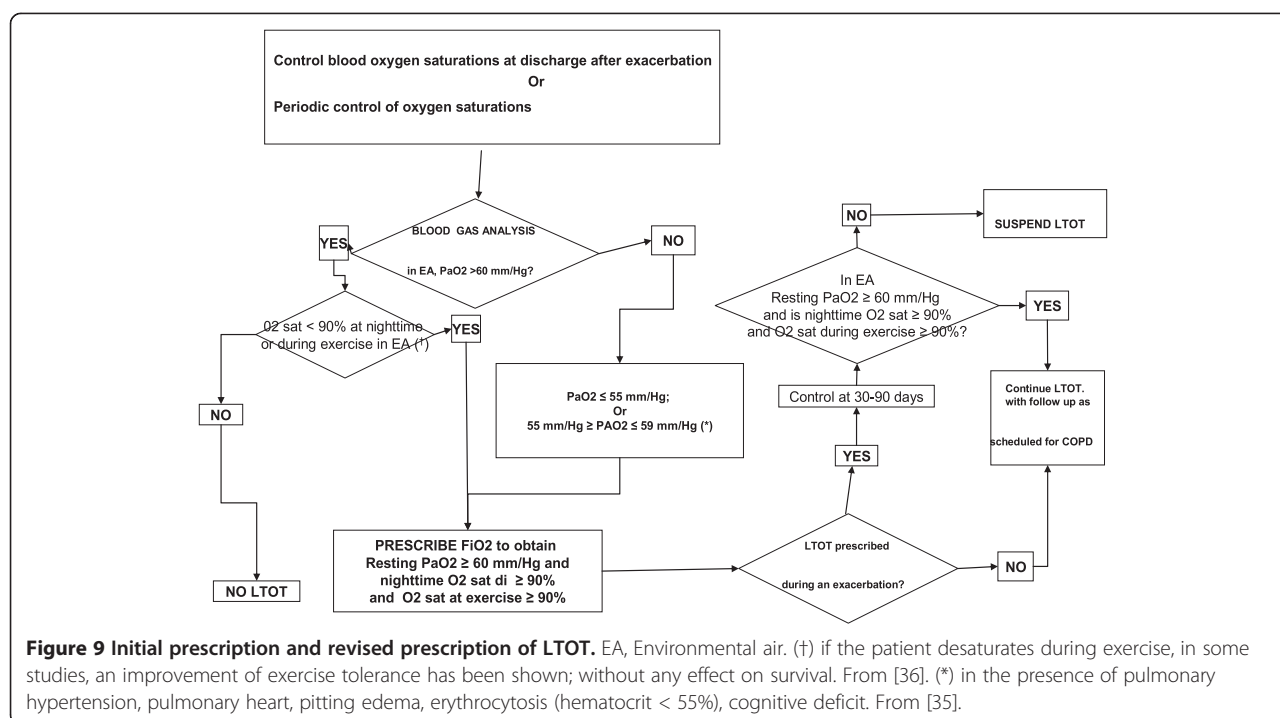 Control blood oxygen saturations at discharge after exacerbation
Or
Periodic control of oxygen saturations
BLOOD GAS ANALYSIS
in EA, PaO2 >60 mm/Hg?
YES
NO
02 sat < 90% at nighttime
or during exercise in EA (†)
YES
NO
NO LTOT
PaO2 ≤ 55 mm/Hg;
Or
55 mm/Hg ≥ PAO2 ≤ 59 mm/Hg (*)
PRESCRIBE FiO2 to obtain
Resting PaO2 ≥ 60 mm/Hg and
nighttime O2 sat di ≥ 90%
and O2 sat at exercise ≥ 90%
LTOT prescribed
during an exacerbation?
NO
YES
Control at 30-90 days
In EA
Resting PaO2 ≥ 60 mm/Hg
and is nighttime O2 sat ≥ 90%
and O2 sat during exercise ≥ 90%?
NO
SUSPEND LTOT
YES
Continue LTOT.
with follow up as
scheduled for COPD
Figure 9 Initial prescription and revised prescription of LTOT. EA, Environmental air. (†) if the patient desaturates during exercise, in some
studies, an improvement of exercise tolerance has been shown; without any effect on survival. From [36]. (*) in the presence of pulmonary
hypertension, pulmonary heart, pitting edema, erythrocytosis (hematocrit < 55%), cognitive deficit. From [35].